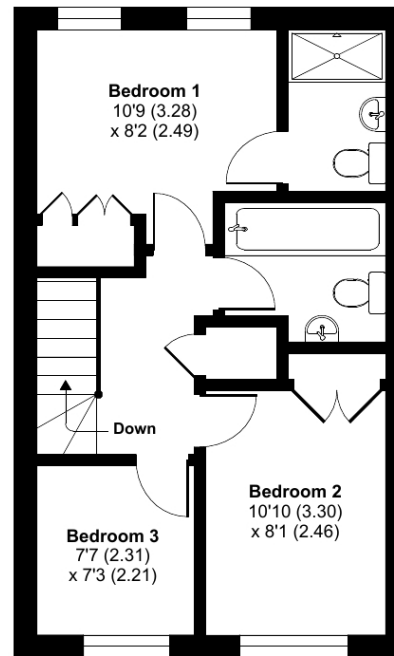 Bedroom 1
10'9 (3.28)
x 8'2 (2.49)
Down
Bedroom 2
10'10 (3.30)
x 8'1 (2.46)
Bedroom 3
7'7 (2.31)
x 7'3 (2.21)